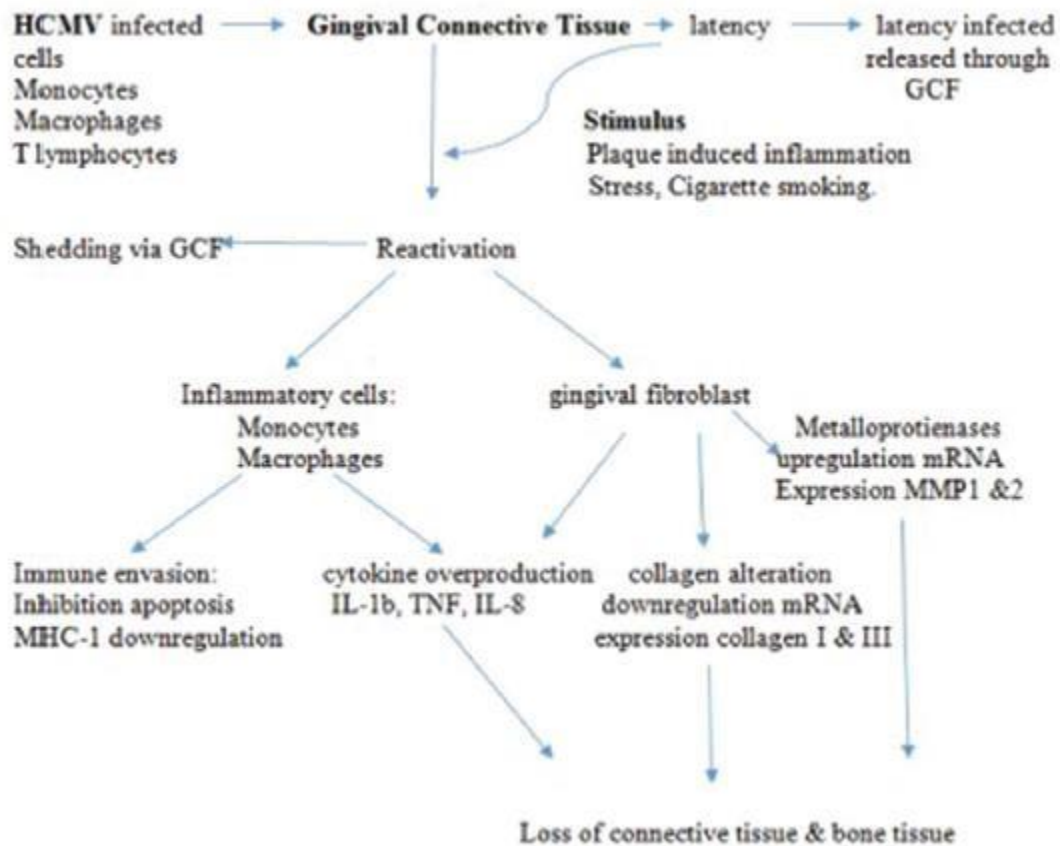 HCMV infected cells
Monocytes
Macrophages
T lymphocytes
Gingival Connective Tissue
latency
latency infected
released through
GCF
Stimulus
Plaque induced inflammation
Stress, Cigarette smoking.
Shedding via GCF
Reactivation
Inflammatory cells:
Monocytes
Macrophages
gingival fibroblast
Metalloprotienases
upregulation mRNA
Expression MMP1 &2
Immune envasion:
Inhibition apoptosis
MHC-1 downregulation
cytokine overproduction
IL-1b, TNF, IL-8
collagen alteration
downregulation mRNA
expression collagen I & III
Loss of connective tissue & bone tissue